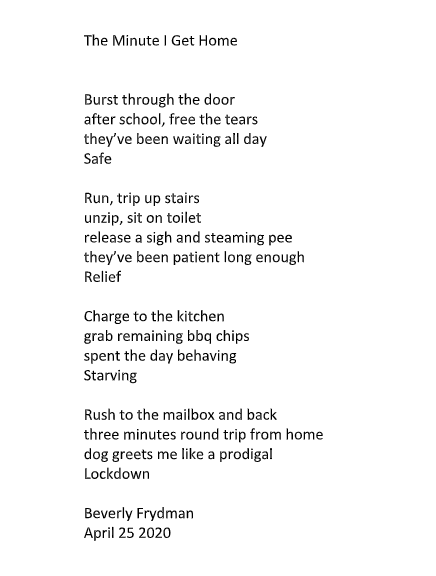 The Minute I Get Home
Burst through the door
after school, free the tears
they've been waiting all day
Safe
Run, trip up stairs
unzip, sit on toilet
release a sigh and steaming pee
they've been patient long enough
Relief
Charge to the kitchen
grab remaining bbq chips
spent the day behaving
Starving
Rush to the mailbox and back
three minutes round trip from home
dog greets me like a prodigal
Lockdown
Beverly Frydman
April 25 2020